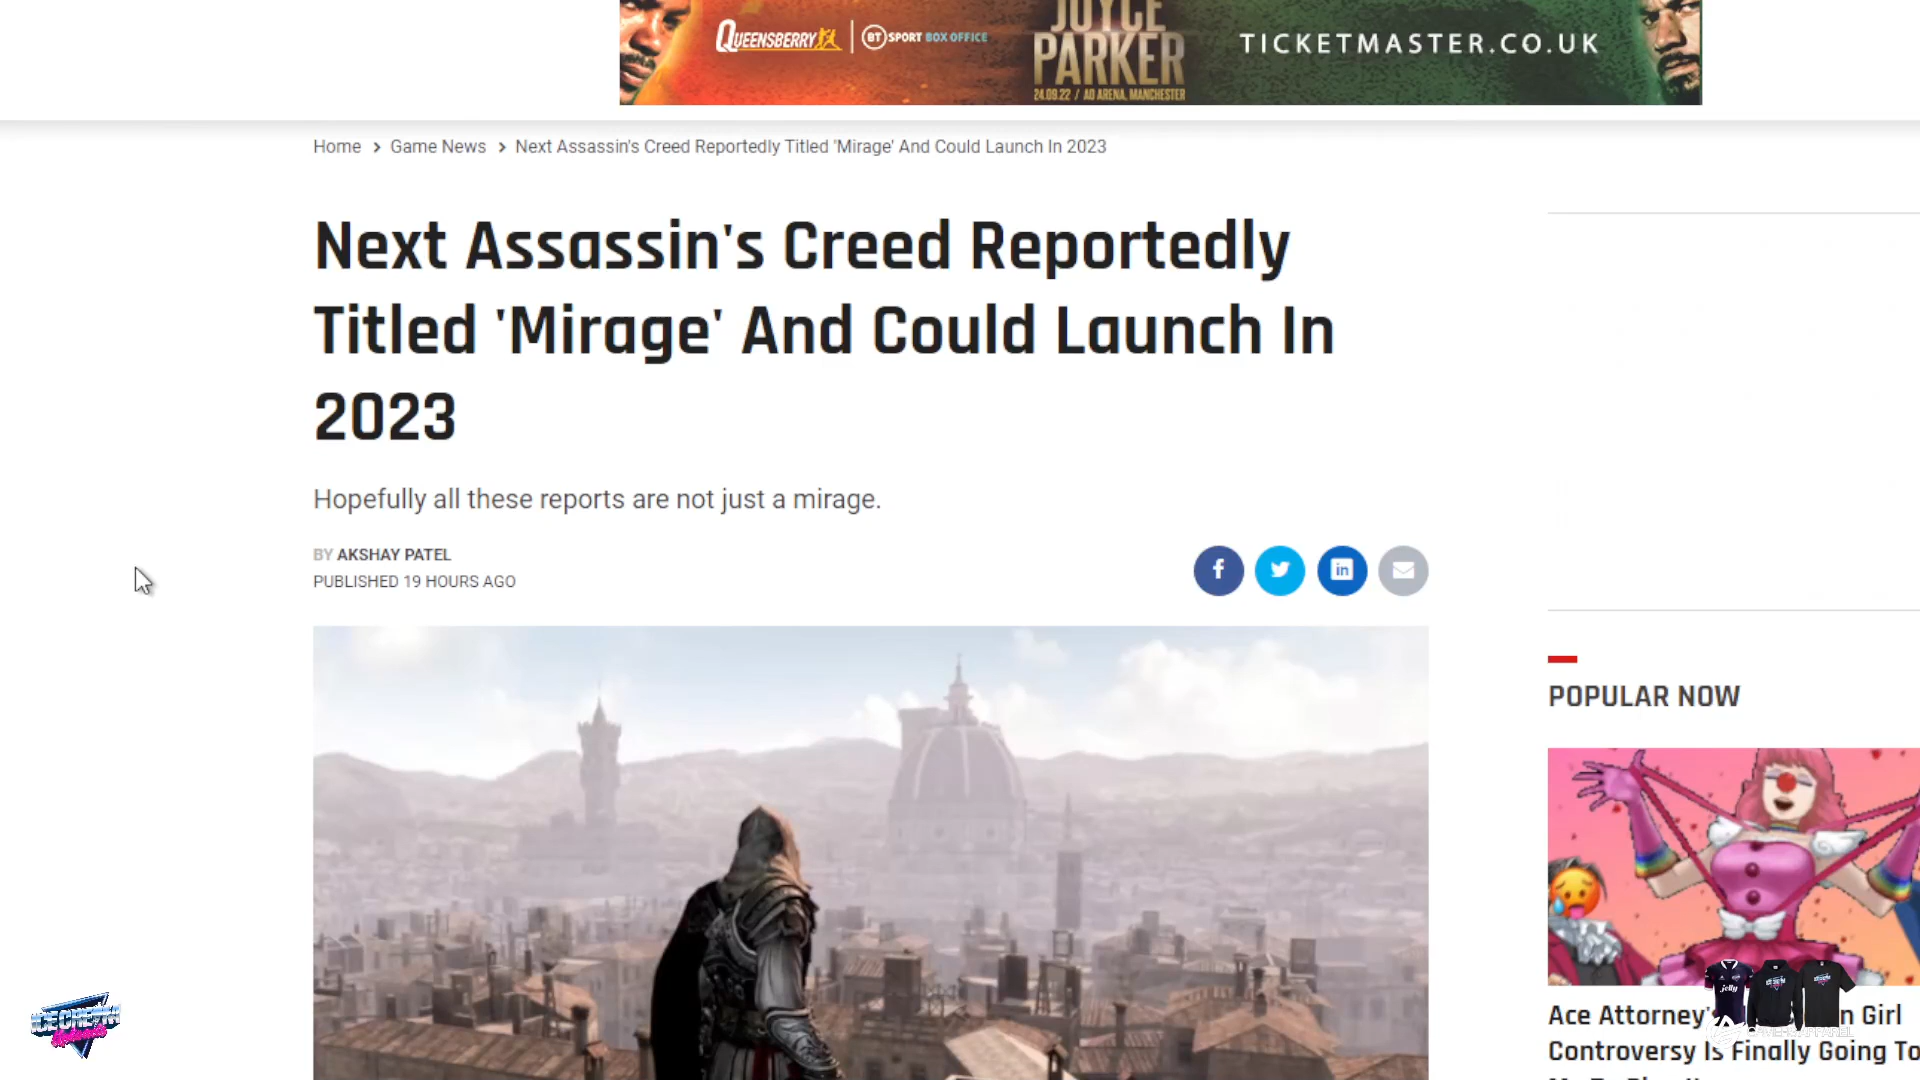 QUEENSBERRY
BT SPORT BOX OFFICE
JOYCE
PARKER
24.09.22 / AO ARENA, MANCHESTER
TICKETMASTER.CO.UK
Home > Game News > Next Assassin's Creed Reportedly Titled 'Mirage' And Could Launch In 2023
Next Assassin's Creed Reportedly
Titled 'Mirage' And Could Launch In
2023
Hopefully all these reports are not just a mirage.
BY AKSHAY PATEL
PUBLISHED 19 HOURS AGO
f
in
POPULAR NOW
jelly
Ace Attorney'
n Girl
Controversy Is Finally Going To